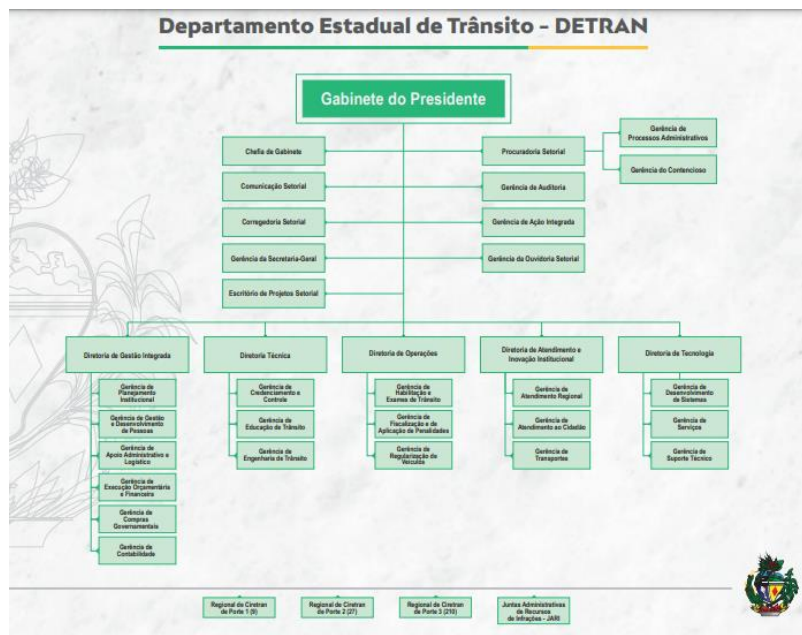 Departamento Estadual de Trânsito - DETRAN
Gabinete do Presidente
Chefia de Gabinete
Procuradoria Setorial
Gerência de
Processos Administrativos
Gerência do Contencioso
Comunicação Setorial
Gerência de Auditoria
Corregedoria Setorial
Gerência de Ação Integrada
Gerência da Secretaria-Geral
Gerência da Ouvidoria Setorial
Escritório de Projetos Setorial
Diretoria de Gestão Integrada
Gerência de
Planejamento
Institucional
Gerência de Gestão
e Desenvolvimento
de Pessoas
Gerência de
Apoio Administrativo e
Logístico
Gerência de
Execução Orçamentária
e Financeira
Gerência de
Compras
Governamentais
Gerência de
Contabilidade
Diretoria Técnica
Gerência de
Credenciamento e
Controle
Gerência de
Educação de Trânsito
Gerência de
Engenharia de Trânsito
Diretoria de Operações
Gerência de
Habilitação e
Exames de Trânsito
Gerência de
Fiscalização e de
Aplicação de Penalidades
Gerência de
Regularização de
Veículos
Diretoria de Atendimento e
Inovação Institucional
Gerência de
Atendimento Regional
Gerência de
Atendimento ao Cidadão
Gerência de
Transportes
Diretoria de Tecnologia
Gerência de
Desenvolvimento
de Sistemas
Gerência de
Serviços
Gerência de
Suporte Técnico
Regional de Ciretran
de Porte 1 (9)
Regional de Ciretran
de Porte 2 (27)
Regional de Ciretran
de Porte 3 (210)
Juntas Administrativas
de Recursos
de Infrações - JARI